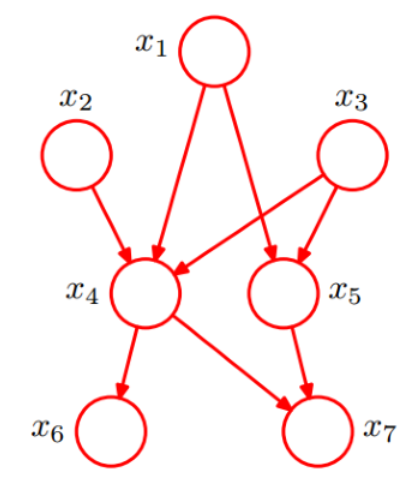 x₁
x₂ x₃
x₄ x₅
x₆ x₇